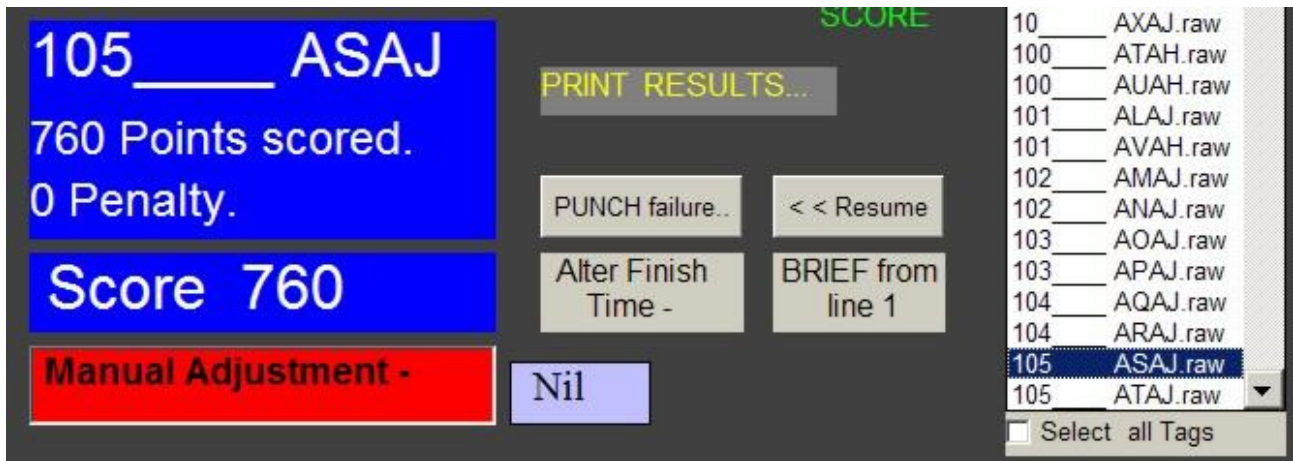 105____ ASAJ
760 Points scored.
0 Penalty.
Score 760
Manual Adjustment -
Nil
SCORE
PRINT RESULTS...
PUNCH failure..
< < Resume
Alter Finish
Time -
BRIEF from
line 1
10____ AXAJ.raw
100____ ATAH.raw
100____ AUAH.raw
101____ ALAJ.raw
101____ AVAH.raw
102____ AMAJ.raw
102____ ANAJ.raw
103____ AOAJ.raw
103____ APAJ.raw
104____ AQAJ.raw
104____ ARAJ.raw
105____ ASAJ.raw
105____ ATAJ.raw
Select all Tags